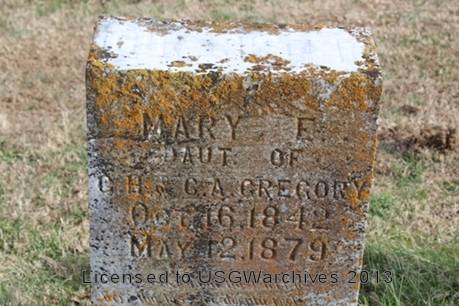 MARY F.
DAUT. OF
C. H. & C. A. GREGORY
OCT. 16, 1842
MAY 12, 1879
Licensed to USGWarchives 2013